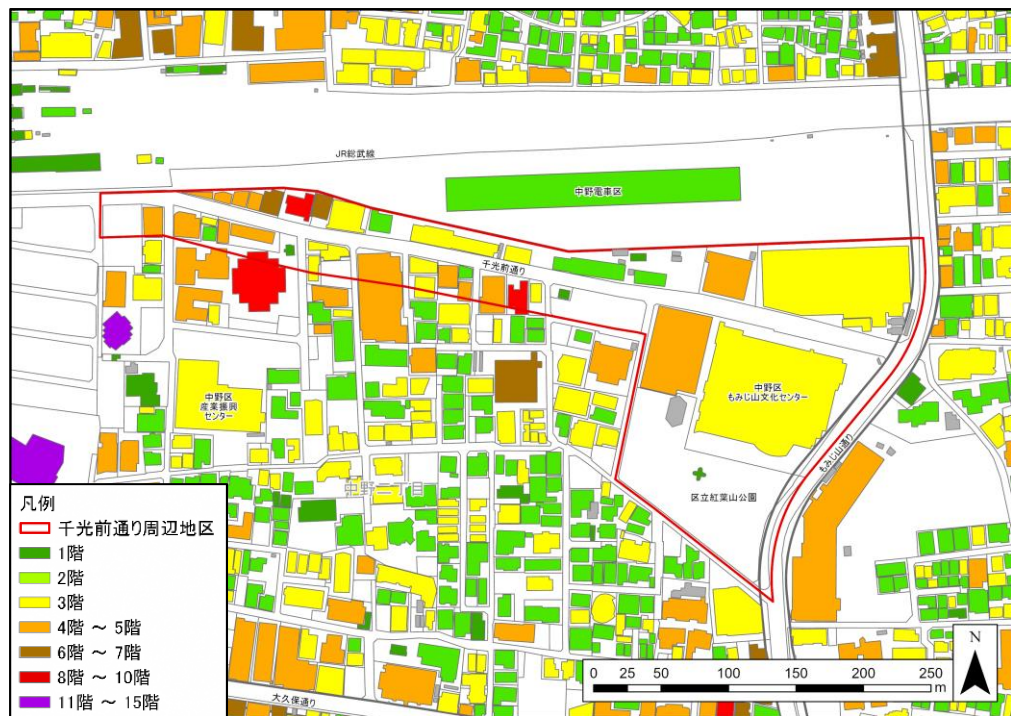 JR総武線
中野電車区
千光前通り
中野区
もみじ山文化センター
中野区
産業振興
センター
もみじ山通り
区立紅葉山公園
中野二丁目
大久保通り
凡例
千光前通り周辺地区
1階
2階
3階
4階 ～ 5階
6階 ～ 7階
8階 ～ 10階
11階 ～ 15階
0 25 50 100 150 200 250
m
N